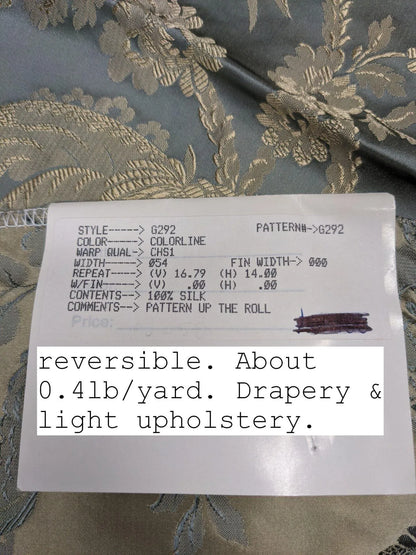 STYLE-----> G292 PATTERN#->G292
COLOR-----> COLORLINE
WARP QUAL-> CHS1
WIDTH-----> 054 FIN WIDTH-> 000
REPEAT----> (V) 16.79 (H) 14.00
W/FIN-----> (V) .00 (H) .00
CONTENTS--> 100% SILK
COMMENTS--> PATTERN UP THE ROLL
Price:
reversible. About
0.4lb/yard. Drapery &
light upholstery.